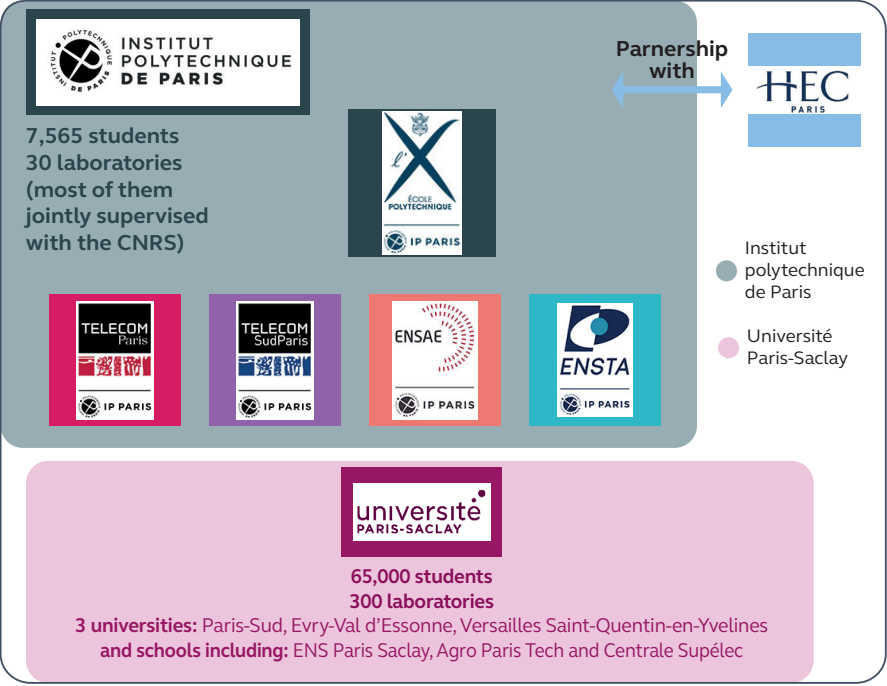 INSTITUT
POLYTECHNIQUE
DE PARIS
POLYTECHNIQUE
DE PARIS
INSTITUT
7,565 students
30 laboratories
(most of them
jointly supervised
with the CNRS)
Parnership
with
HEC
PARIS
l'X
ÉCOLE
POLYTECHNIQUE
IP PARIS
Institut
polytechnique
de Paris
Université
Paris-Saclay
TELECOM
Paris
IP PARIS
TELECOM
SudParis
IP PARIS
ENSAE
IP PARIS
ENSTA
IP PARIS
université
PARIS-SACLAY
65,000 students
300 laboratories
3 universities: Paris-Sud, Evry-Val d’Essonne, Versailles Saint-Quentin-en-Yvelines
and schools including: ENS Paris Saclay, Agro Paris Tech and Centrale Supélec